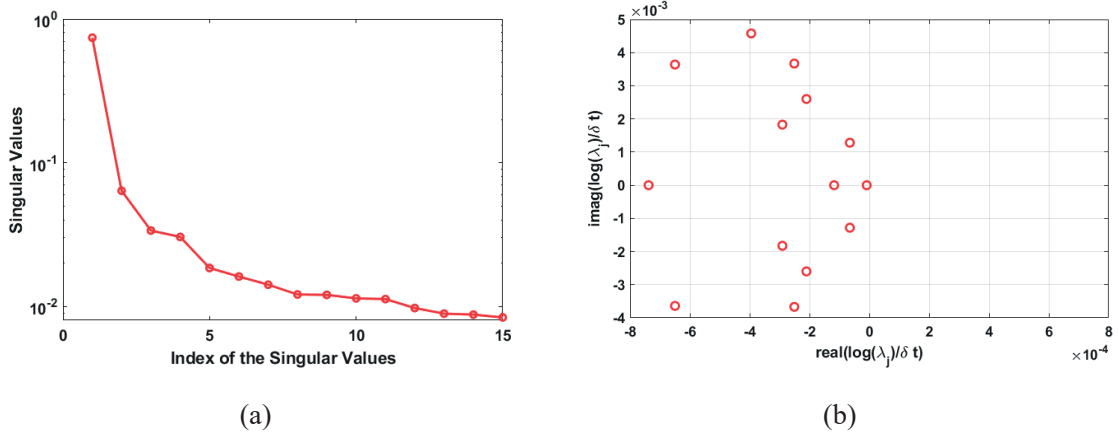 10^0
10^-1
10^-2
Singular Values
0 5 10 15
Index of the Singular Values
(a)
×10^-3
5
4
3
2
1
0
-1
-2
-3
-4
imag(log(λ_j)/δ t)
-8 -6 -4 -2 0 2 4 6 8
real(log(λ_j)/δ t)
×10^-4
(b)